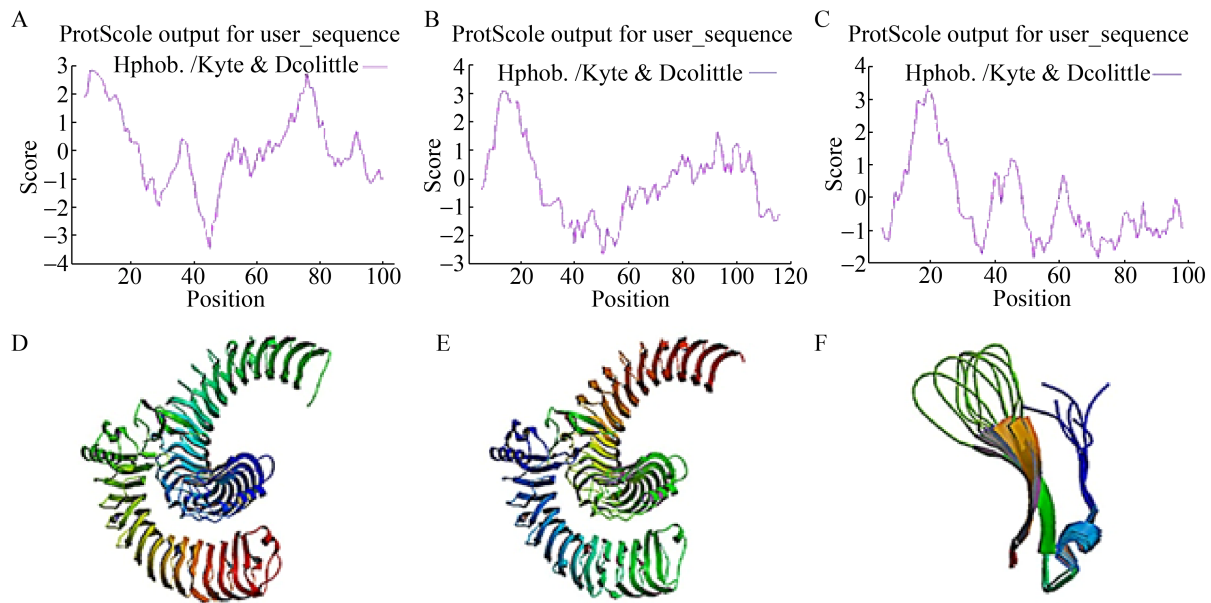 A
ProtScole output for user_sequence
Hphob. /Kyte & Dcolittle
3
2
1
0
−1
−2
−3
−4
Score
20
40
60
80
100
Position
B
ProtScole output for user_sequence
Hphob. /Kyte & Dcolittle
4
3
2
1
0
−1
−2
−3
Score
20
40
60
80
100
120
Position
C
ProtScole output for user_sequence
Hphob. /Kyte & Dcolittle
4
3
2
1
0
−1
−2
Score
20
40
60
80
100
Position
D
E
F